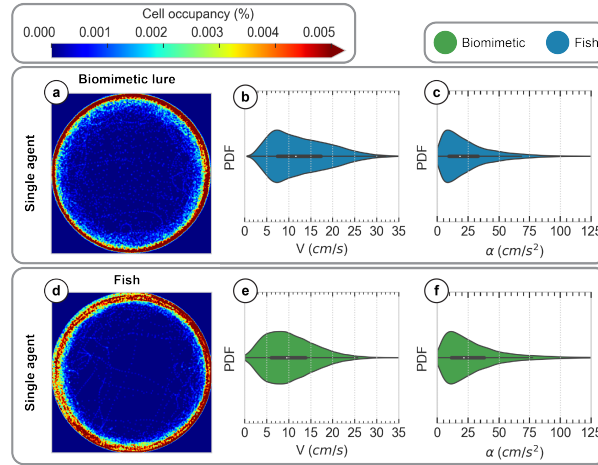 Cell occupancy (%)
0.000 0.001 0.002 0.003 0.004 0.005
Biomimetic Fish
Biomimetic lure
a b c
Single agent
PDF PDF
0 5 10 15 20 25 30 35
V (cm/s)
0 25 50 75 100 125
α (cm/s²)
Fish
d e f
Single agent
PDF PDF
0 5 10 15 20 25 30 35
V (cm/s)
0 25 50 75 100 125
α (cm/s²)